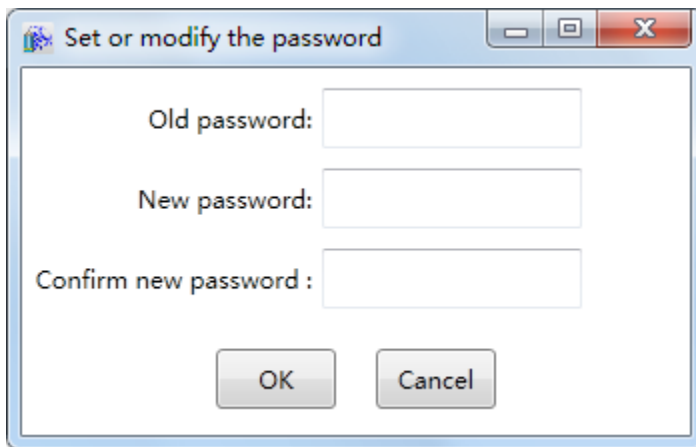 Set or modify the password
Old password:
New password:
Confirm new password :
OK Cancel